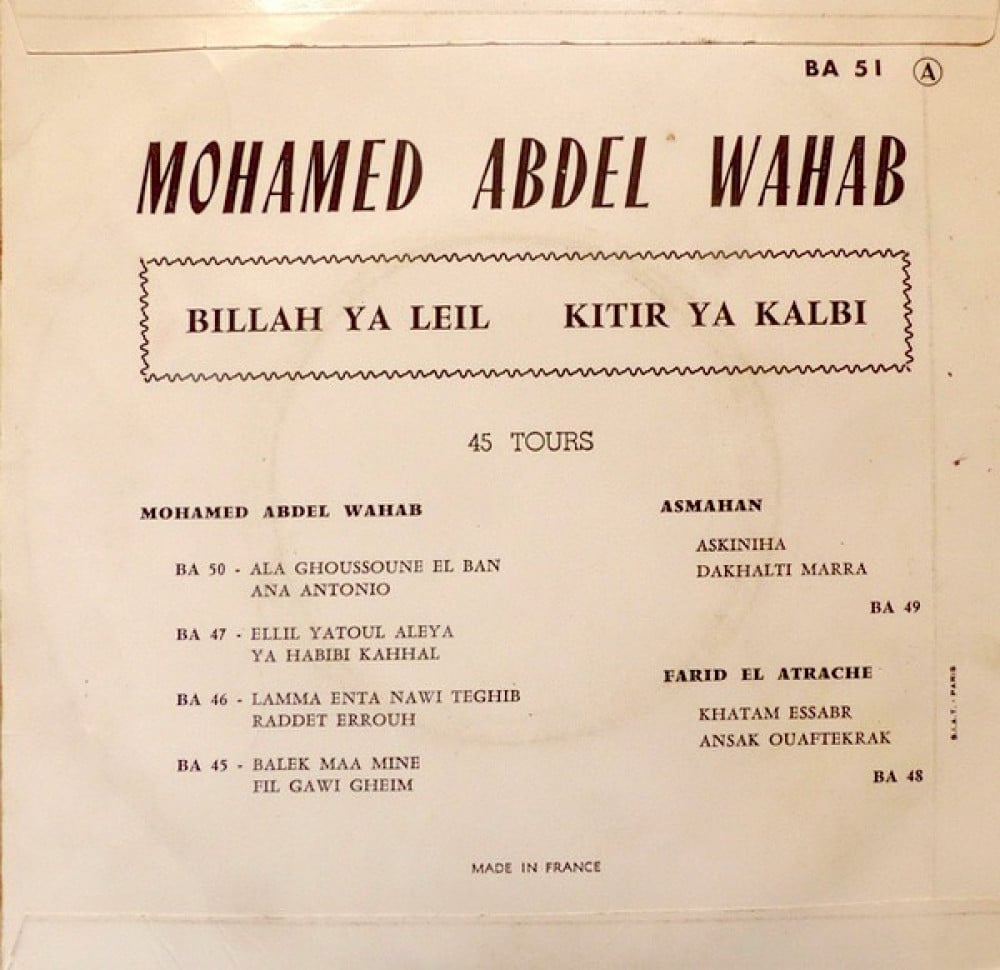 BA 51 Ⓐ
MOHAMED ABDEL WAHAB
BILLAH YA LEIL KITIR YA KALBI
45 TOURS
MOHAMED ABDEL WAHAB
BA 50 - ALA GHOUSSOUNE EL BAN
ANA ANTONIO
BA 47 - ELLIL YATOUL ALEYA
YA HABIBI KAHHAL
BA 46 - LAMMA ENTA NAWI TEGHIB
RADDET ERROUH
BA 45 - BALEK MAA MINE
FIL GAWI GHEIM
ASMAHAN
ASKINIHA
DAKHALTI MARRA
BA 49
FARID EL ATRACHE
KHATAM ESSABR
ANSAK OUAFTEKRAK
BA 48
PARIS
MADE IN FRANCE